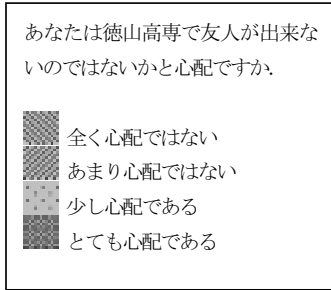 あなたは徳山高専で友人が出来な
いのではないかと心配ですか.
全く心配ではない
あまり心配ではない
少し心配である
とても心配である